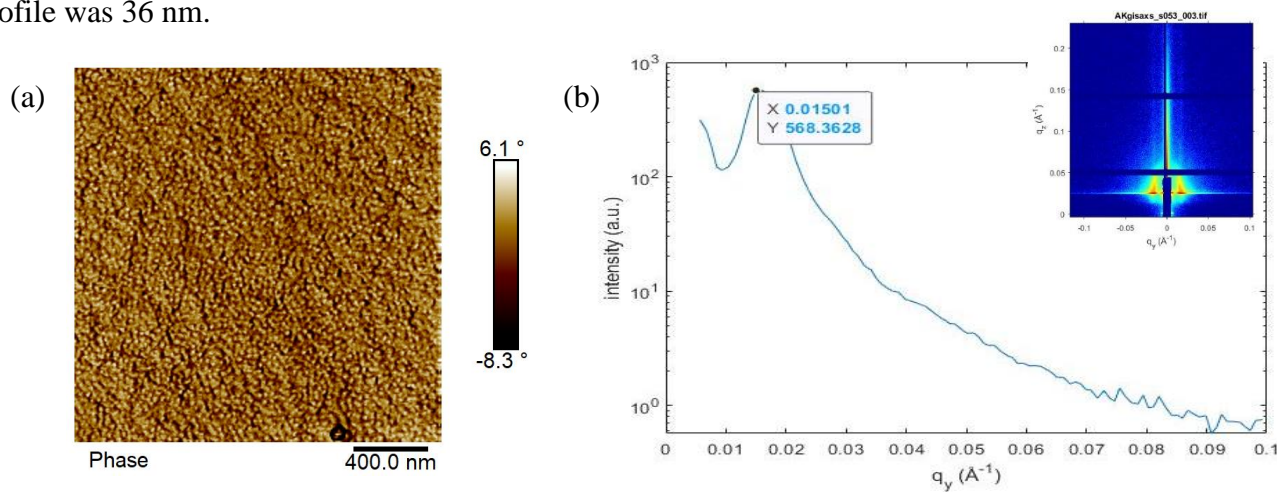 ofile was 36 nm.
(a)
6.1 °
-8.3 °
Phase
400.0 nm
(b)
10³
10²
10¹
10⁰
intensity (a.u.)
X 0.01501
Y 568.3628
0
0.01
0.02
0.03
0.04
0.05
0.06
0.07
0.08
0.09
0.1
q_y (Å⁻¹)
AKgisaxs_s053_003.tif
0.2
0.15
0.1
0.05
0
q_z (Å⁻¹)
-0.1
-0.05
0
0.05
0.1
q_y (Å⁻¹)